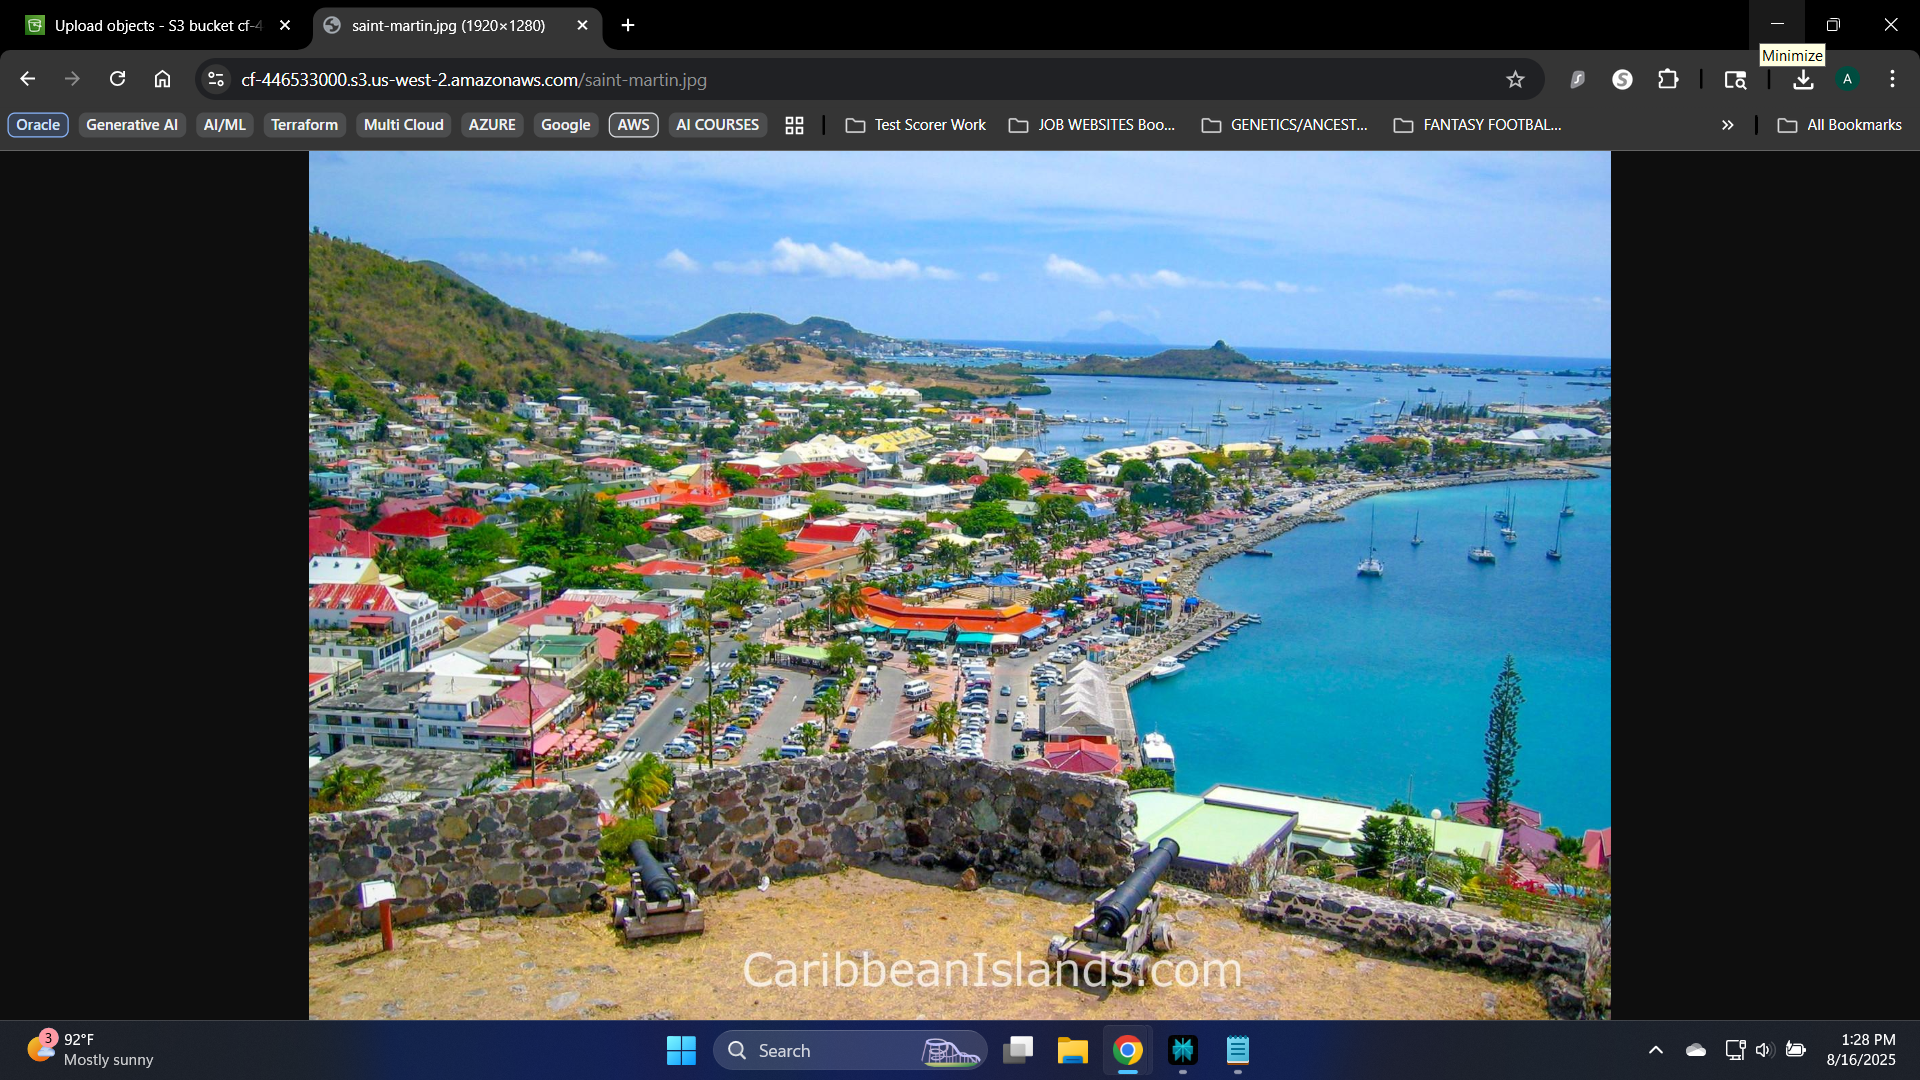 Upload objects - S3 bucket cf-4
saint-martin.jpg (1920×1280)
Minimize
cf-446533000.s3.us-west-2.amazonaws.com/saint-martin.jpg
A
Oracle
Generative AI
AI/ML
Terraform
Multi Cloud
AZURE
Google
AWS
AI COURSES
Test Scorer Work
JOB WEBSITES Boo...
GENETICS/ANCEST...
FANTASY FOOTBAL...
All Bookmarks
CaribbeanIslands.com
3
92°F
Mostly sunny
Search
1:28 PM
8/16/2025